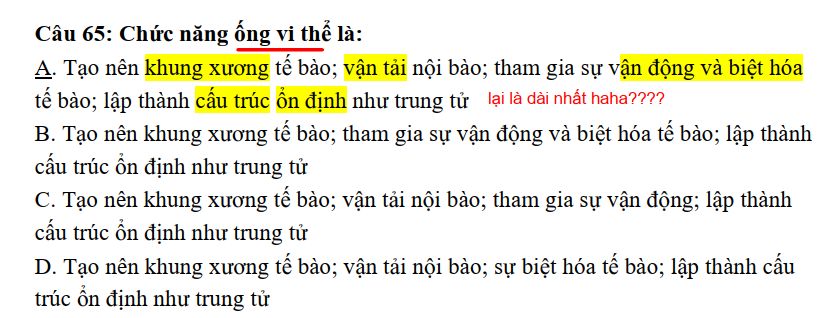 Câu 65: Chức năng ống vi thể là:
A. Tạo nên khung xương tế bào; vận tải nội bào; tham gia sự vận động và biệt hóa
tế bào; lập thành cấu trúc ổn định như trung tử lại là dài nhất haha????
B. Tạo nên khung xương tế bào; tham gia sự vận động và biệt hóa tế bào; lập thành
cấu trúc ổn định như trung tử
C. Tạo nên khung xương tế bào; vận tải nội bào; tham gia sự vận động; lập thành
cấu trúc ổn định như trung tử
D. Tạo nên khung xương tế bào; vận tải nội bào; sự biệt hóa tế bào; lập thành cấu
trúc ổn định như trung tử